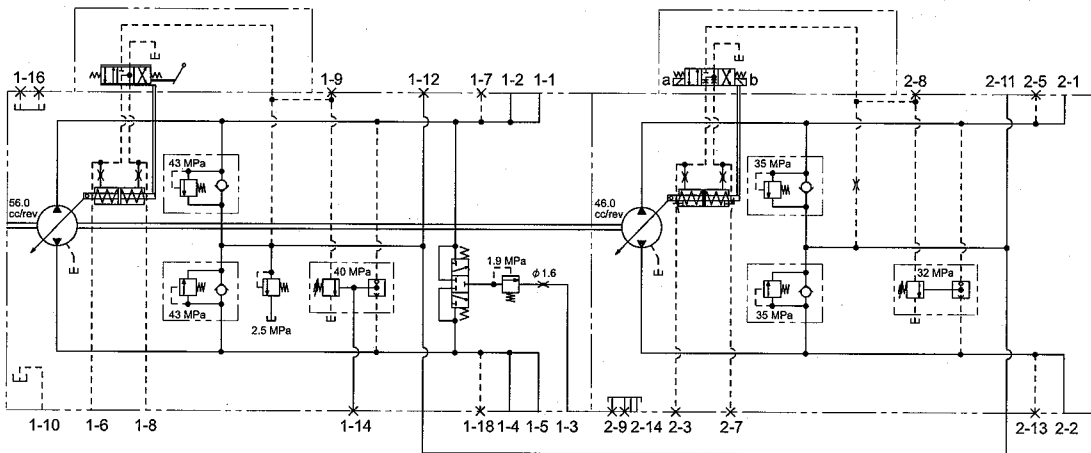 1-16
1-9
1-12
1-7
1-2
1-1
a
b
2-8
2-11
2-5
2-1
43 MPa
35 MPa
56.0
cc/rev
46.0
cc/rev
1.9 MPa
φ1.6
40 MPa
32 MPa
43 MPa
2.5 MPa
35 MPa
1-10
1-6
1-8
1-14
1-18
1-4
1-5
1-3
2-9
2-14
2-3
2-7
2-13
2-2